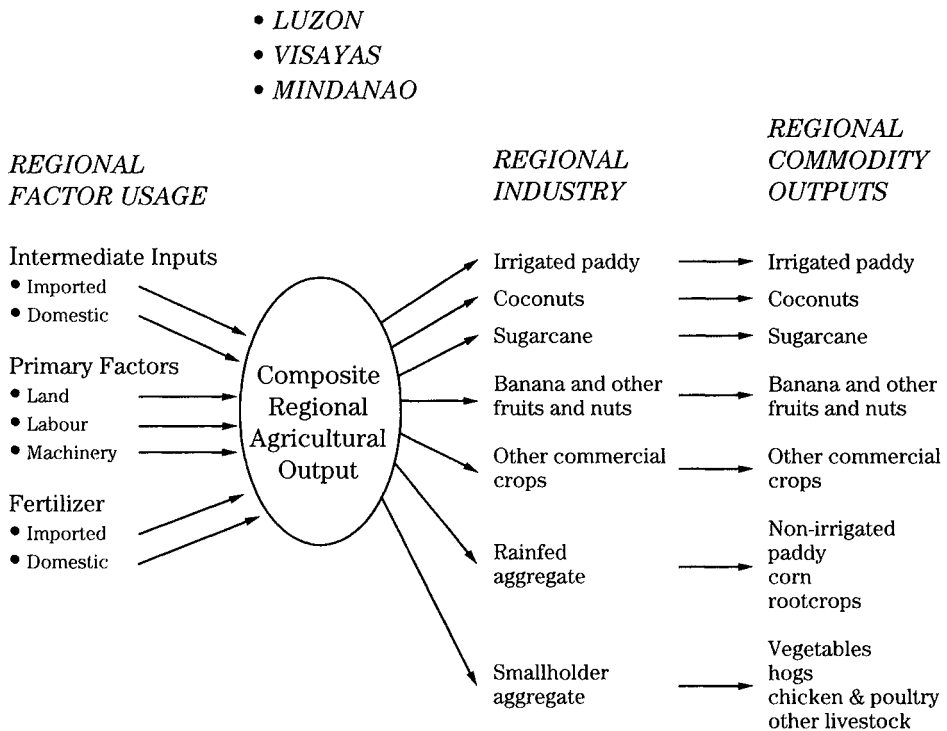 • LUZON
• VISAYAS
• MINDANAO
REGIONAL
FACTOR USAGE
REGIONAL
INDUSTRY
REGIONAL
COMMODITY
OUTPUTS
Intermediate Inputs
• Imported
• Domestic
Primary Factors
• Land
• Labour
• Machinery
Fertilizer
• Imported
• Domestic
Composite
Regional
Agricultural
Output
Irrigated paddy
Coconuts
Sugarcane
Banana and other
fruits and nuts
Other commercial
crops
Rainfed
aggregate
Smallholder
aggregate
Irrigated paddy
Coconuts
Sugarcane
Banana and other
fruits and nuts
Other commercial
crops
Non-irrigated
paddy
corn
rootcrops
Vegetables
hogs
chicken & poultry
other livestock